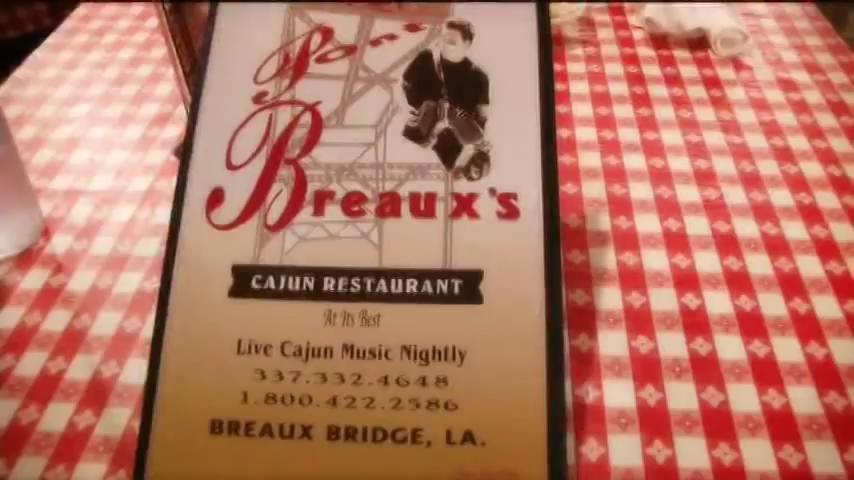 Pont
Breaux's
CAJUN RESTAURANT
At Its Best
Live Cajun Music Nightly
337.332.4648
1.800.422.2586
BREAUX BRIDGE, LA.